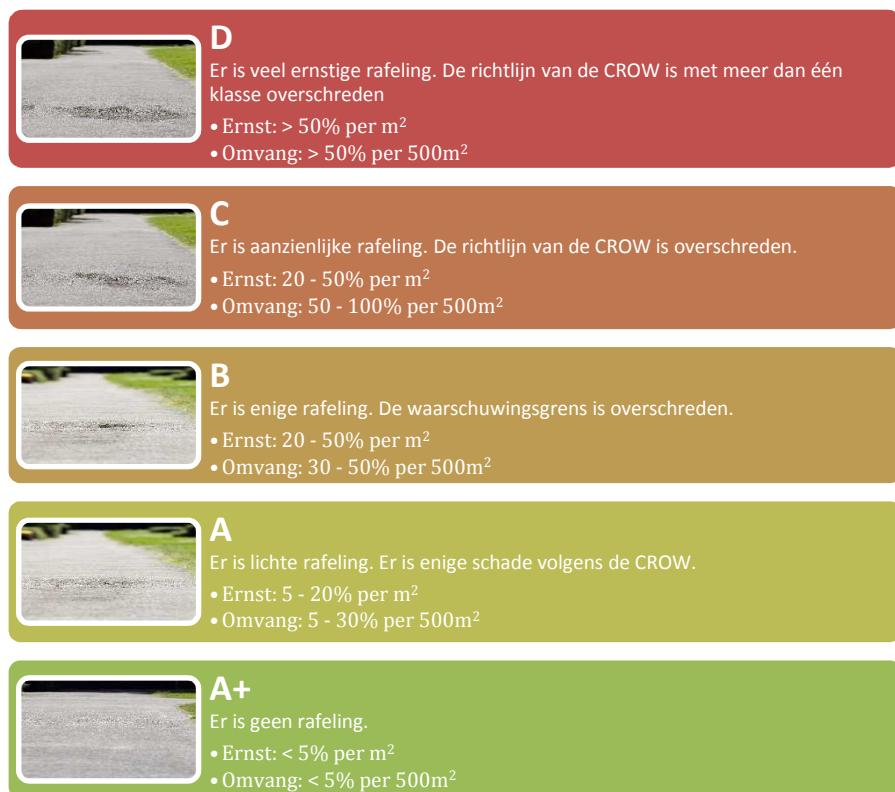 D
Er is veel ernstige rafeling. De richtlijn van de CROW is met meer dan één
klasse overschreden
• Ernst: > 50% per m²
• Omvang: > 50% per 500m²
C
Er is aanzienlijke rafeling. De richtlijn van de CROW is overschreden.
• Ernst: 20 - 50% per m²
• Omvang: 50 - 100% per 500m²
B
Er is enige rafeling. De waarschuwingsgrens is overschreden.
• Ernst: 20 - 50% per m²
• Omvang: 30 - 50% per 500m²
A
Er is lichte rafeling. Er is enige schade volgens de CROW.
• Ernst: 5 - 20% per m²
• Omvang: 5 - 30% per 500m²
A+
Er is geen rafeling.
• Ernst: < 5% per m²
• Omvang: < 5% per 500m²